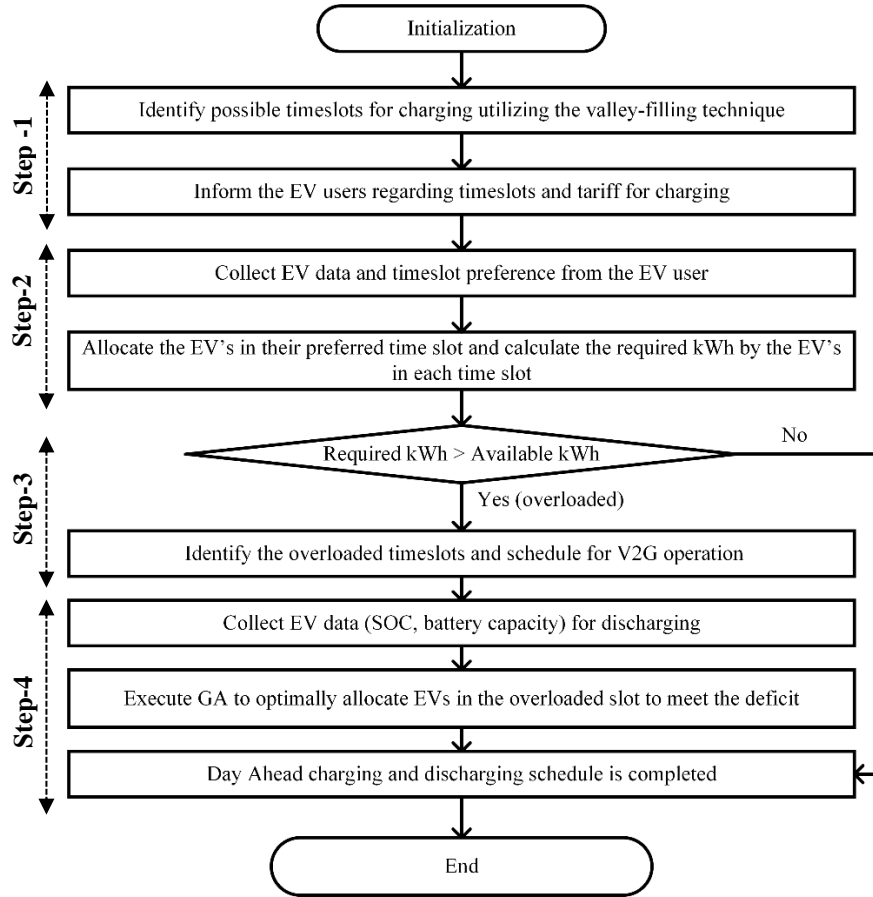 Initialization
Step -1
Identify possible timeslots for charging utilizing the valley-filling technique
Inform the EV users regarding timeslots and tariff for charging
Step-2
Collect EV data and timeslot preference from the EV user
Allocate the EV's in their preferred time slot and calculate the required kWh by the EV's
in each time slot
Step-3
Required kWh > Available kWh
No
Yes (overloaded)
Identify the overloaded timeslots and schedule for V2G operation
Step-4
Collect EV data (SOC, battery capacity) for discharging
Execute GA to optimally allocate EVs in the overloaded slot to meet the deficit
Day Ahead charging and discharging schedule is completed
End